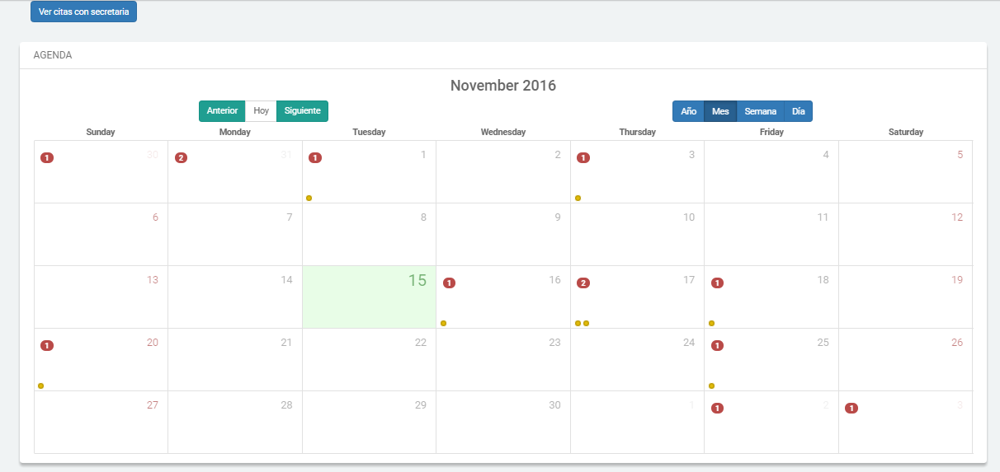 Ver citas con secretaria
AGENDA
November 2016
Anterior Hoy Siguiente Año Mes Semana Día
Sunday Monday Tuesday Wednesday Thursday Friday Saturday
1 30 2 31 1 1 2 1 3 4 5
6 7 8 9 10 11 12
13 14 15 1 16 2 17 1 18 19
1 20 21 22 23 24 1 25 26
27 28 29 30 1 1 2 1 3